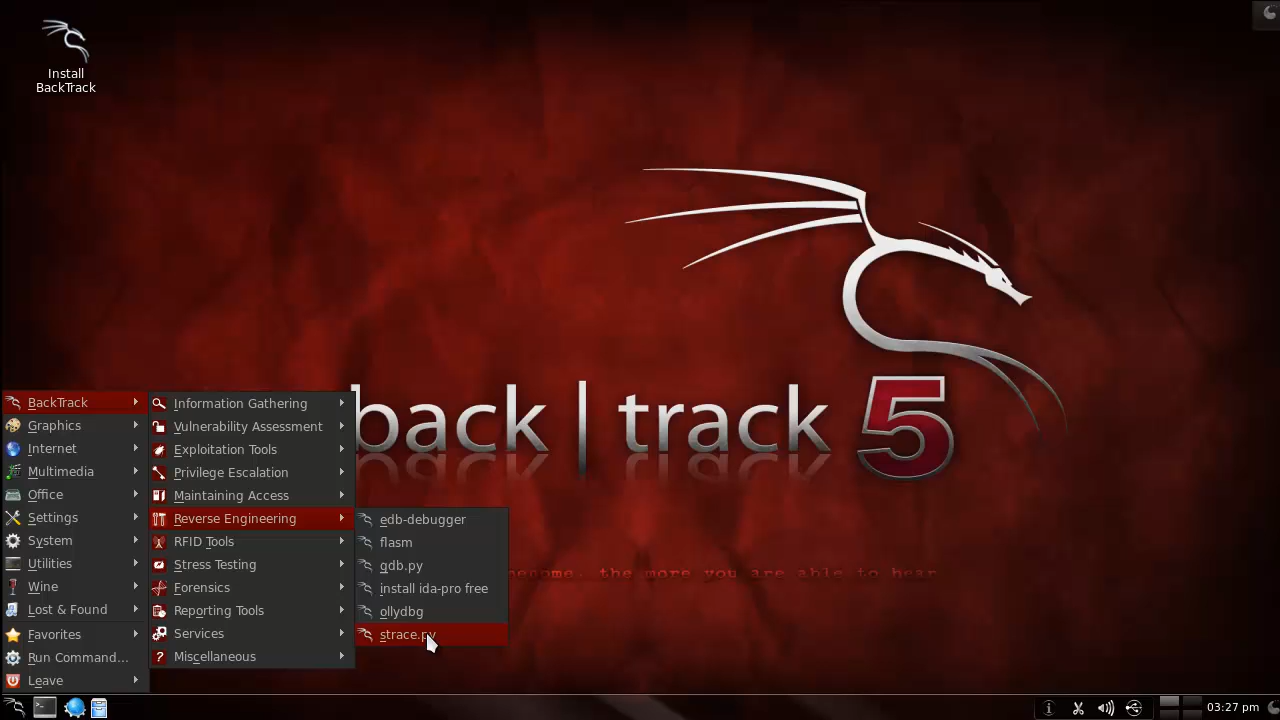 Install
BackTrack
back | track 5
BackTrack
Graphics
Internet
Multimedia
Office
Settings
System
Utilities
Wine
Lost & Found
Favorites
Run Command...
Leave
Information Gathering
Vulnerability Assessment
Exploitation Tools
Privilege Escalation
Maintaining Access
Reverse Engineering
RFID Tools
Stress Testing
Forensics
Reporting Tools
Services
Miscellaneous
edb-debugger
flasm
gdb.py
install ida-pro free
ollydbg
strace.py
the more you are able to hear
03:27 pm